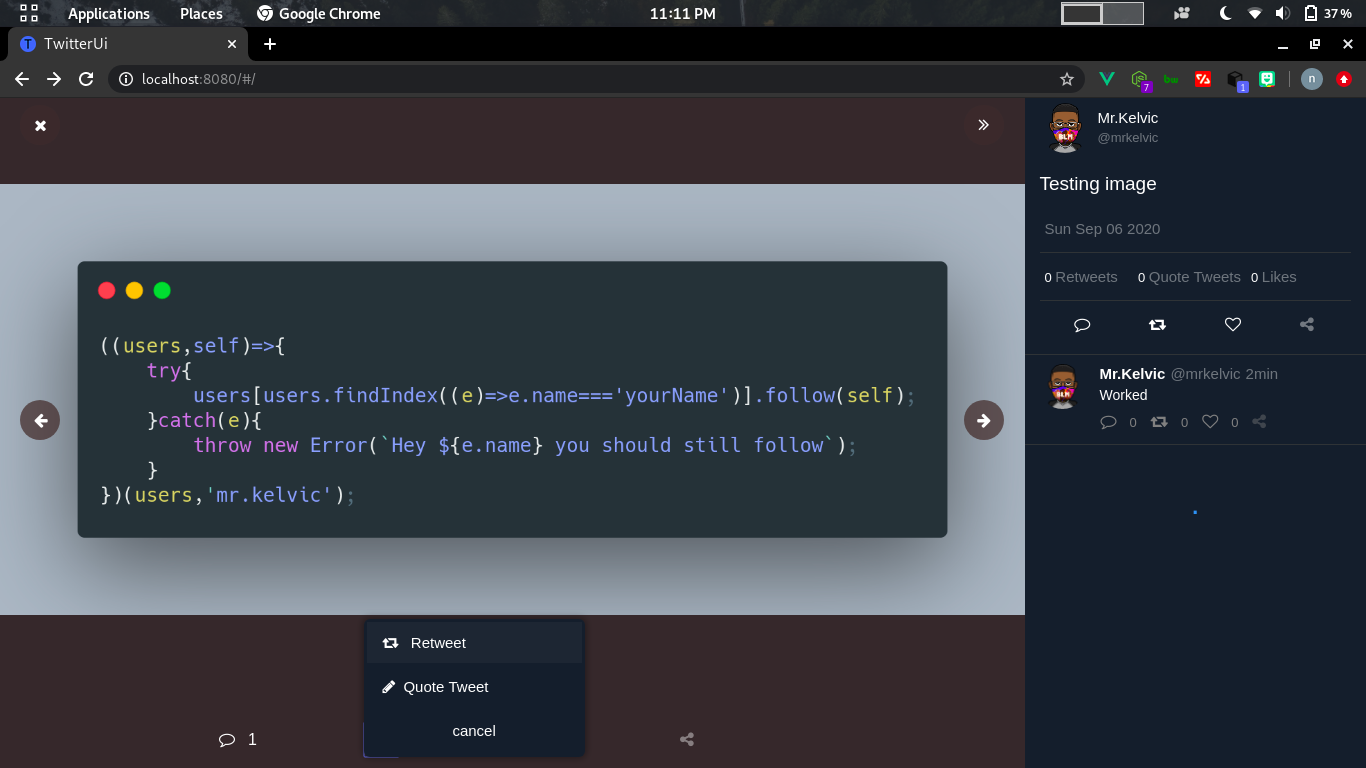 Applications Places Google Chrome 11:11 PM 37%
TwitterUi
localhost:8080/#/
7 bw 1 n
Mr.Kelvic
@mrkelvic
Testing image
Sun Sep 06 2020
0 Retweets 0 Quote Tweets 0 Likes
Mr.Kelvic @mrkelvic 2min
Worked
0 0 0
((users,self)=>{
    try{
        users[users.findIndex((e)=>e.name==='yourName')].follow(self);
    }catch(e){
        throw new Error(`Hey ${e.name} you should still follow`);
    }
})(users,'mr.kelvic');
Retweet
Quote Tweet
cancel
1
BLM
BLM